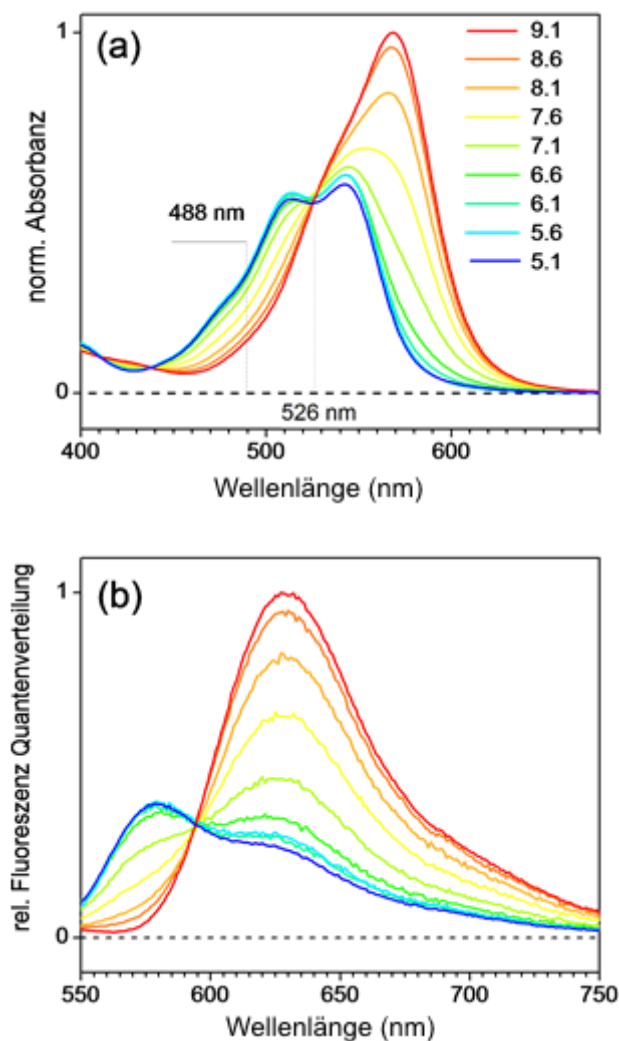 (a)
norm. Absorbanz
1
0
488 nm
526 nm
9.1
8.6
8.1
7.6
7.1
6.6
6.1
5.6
5.1
400
500
600
Wellenlänge (nm)
(b)
rel. Fluoreszenz Quantenverteilung
1
0
550
600
650
700
750
Wellenlänge (nm)